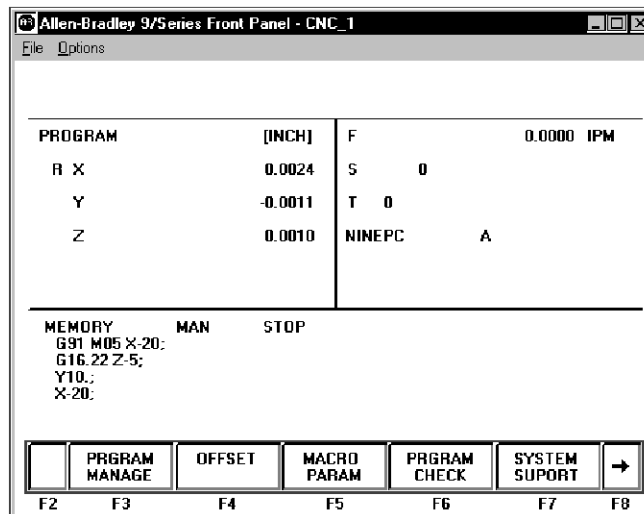 Allen-Bradley 9/Series Front Panel - CNC_1
File Options
PROGRAM [INCH] F 0.0000 IPM
R X 0.0024 S 0
Y -0.0011 T 0
Z 0.0010 NINEPC A
MEMORY MAN STOP
G91 M05 X-20;
G16.22 Z-5;
Y10.;
X-20;
PRGRAM MANAGE OFFSET MACRO PARAM PRGRAM CHECK SYSTEM SUPORT
F2 F3 F4 F5 F6 F7 F8